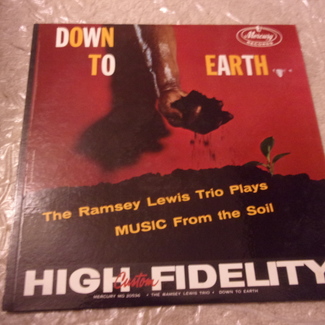 DOWN
TO EARTH
Mercury
RECORDS
The Ramsey Lewis Trio Plays
MUSIC From the Soil
HIGH Custom FIDELITY
MERCURY MG 20536 • THE RAMSEY LEWIS TRIO • DOWN TO EARTH